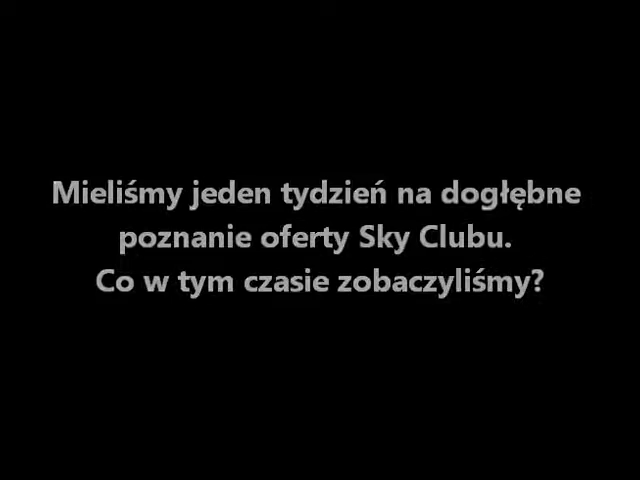 Mieliśmy jeden tydzień na dogłębne
poznanie oferty Sky Clubu.
Co w tym czasie zobaczyliśmy?